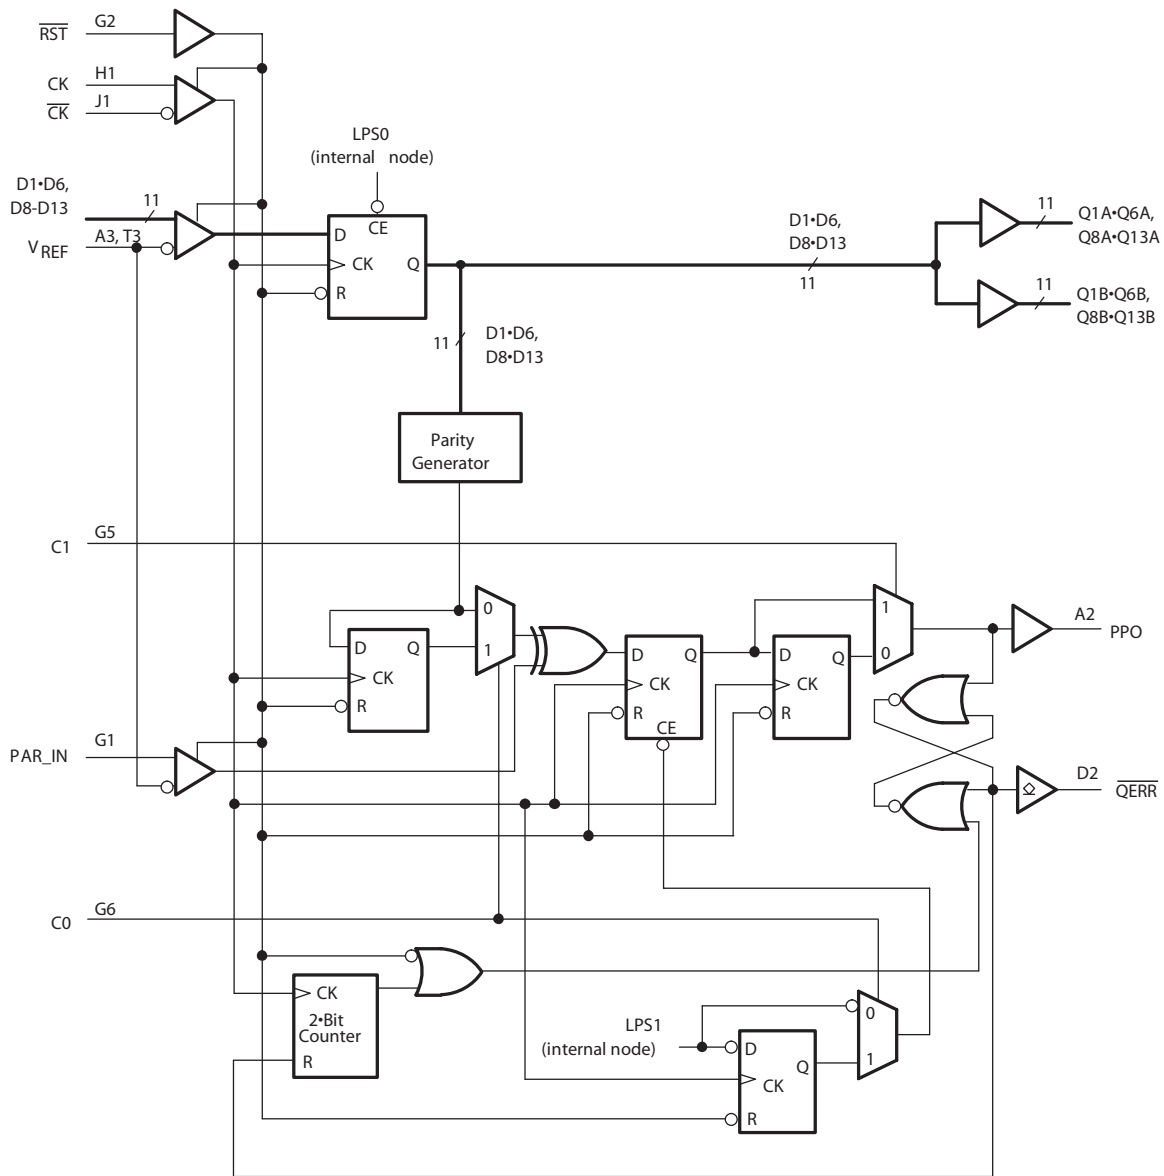 RST G2
CK H1
CK J1
LPS0
(internal node)
D1•D6,
D8-D13
11
VREF A3, T3
D
CE
CK
Q
R
D1•D6,
D8•D13
11
11
Q1A•Q6A,
Q8A•Q13A
11
Q1B•Q6B,
Q8B•Q13B
11
D1•D6,
D8•D13
Parity
Generator
C1 G5
0
1
D
Q
CK
R
D
Q
CK
R
CE
D
Q
CK
R
1
0
A2
PPO
PAR_IN G1
D2
QERR
C0 G6
CK
2•Bit
Counter
R
LPS1
(internal node)
0
1
D
Q
CK
R